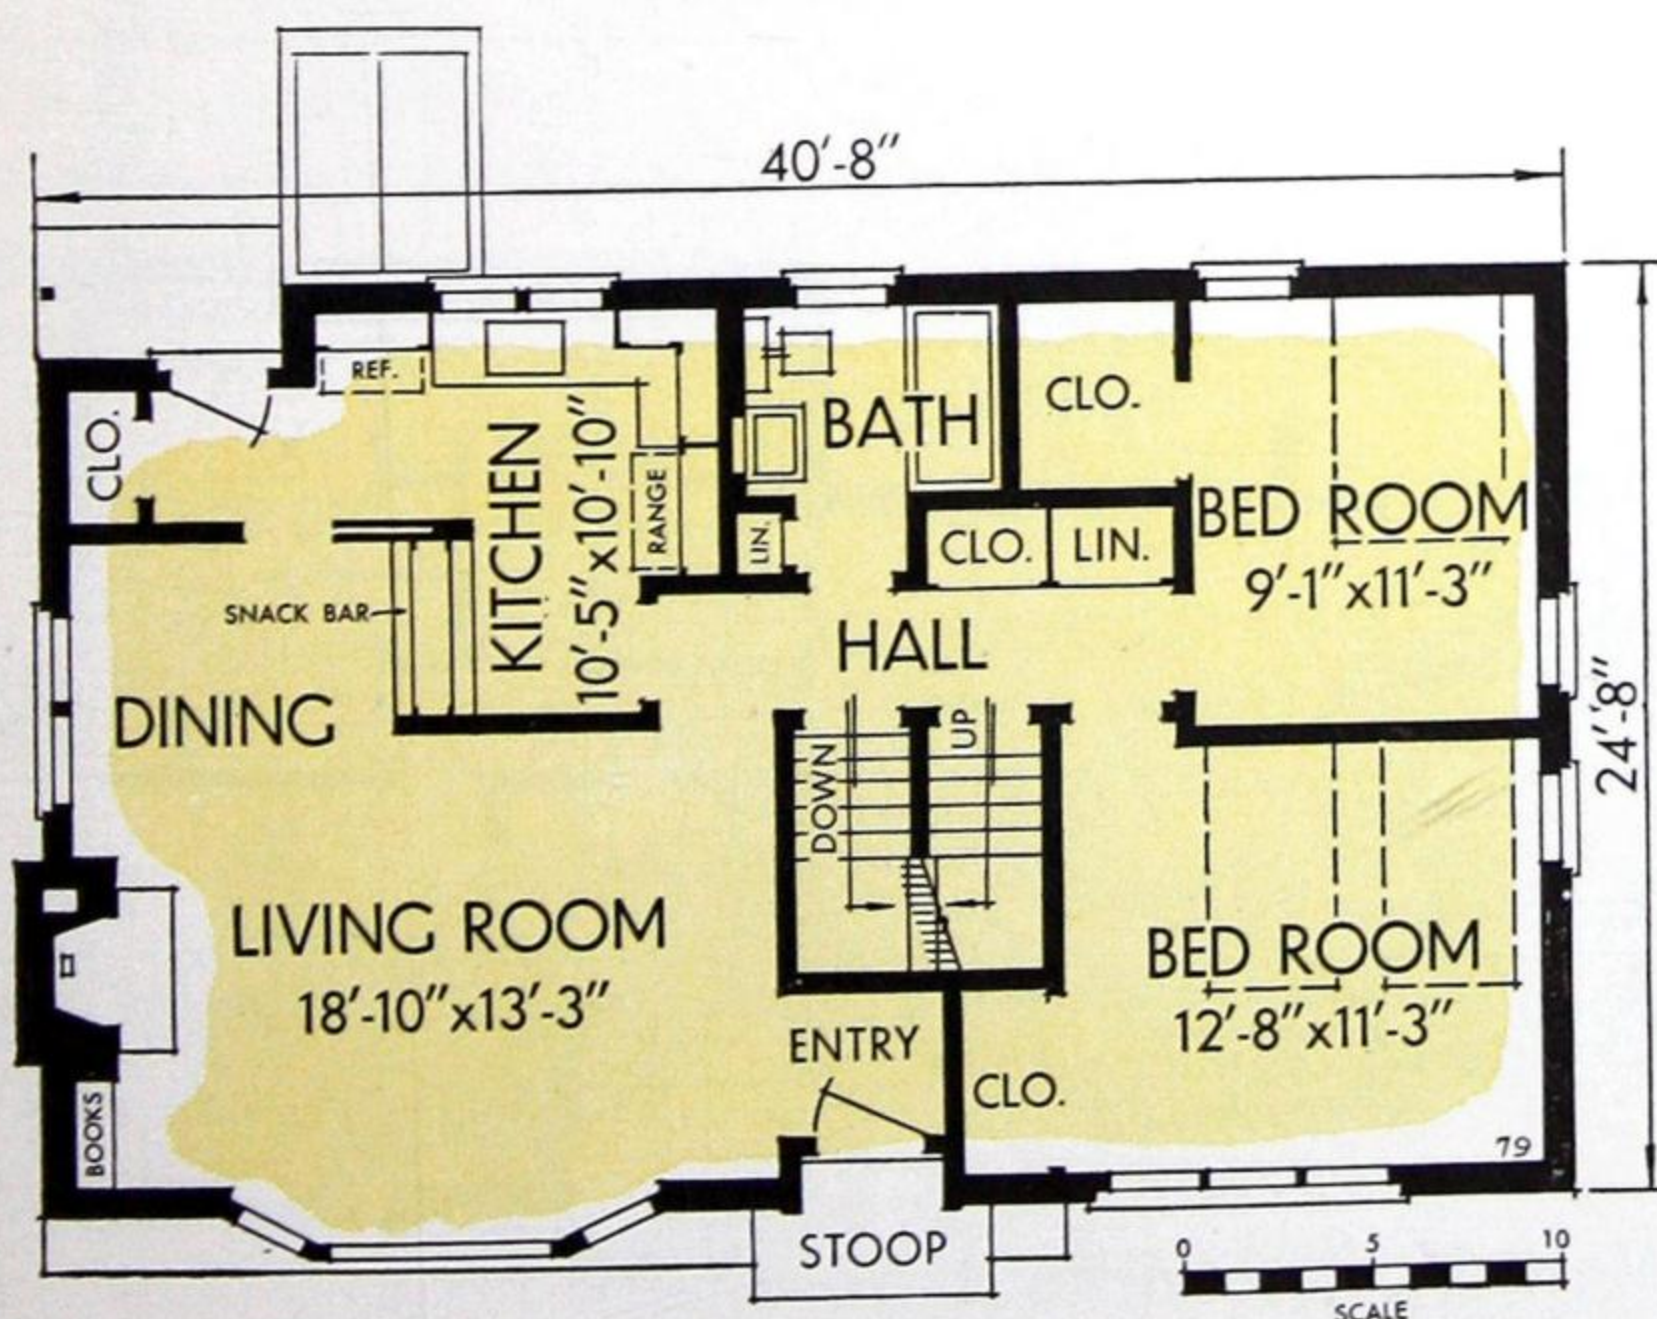 40'-8"
REF.
CLO.
KITCHEN
10'-5"x10'-10"
RANGE
BATH
LIN.
CLO.
CLO.
LIN.
BED ROOM
9'-1"x11'-3"
SNACK BAR
HALL
DINING
DOWN
UP
24'-8"
LIVING ROOM
18'-10"x13'-3"
BED ROOM
12'-8"x11'-3"
ENTRY
CLO.
BOOKS
79
STOOP
0 5 10
SCALE